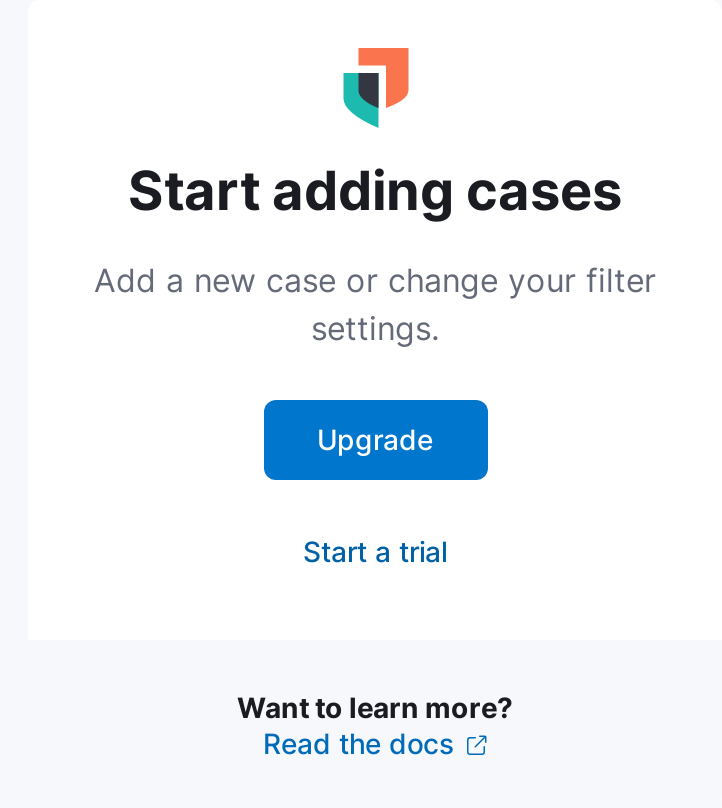 Start adding cases
Add a new case or change your filter
settings.
Upgrade
Start a trial
Want to learn more?
Read the docs